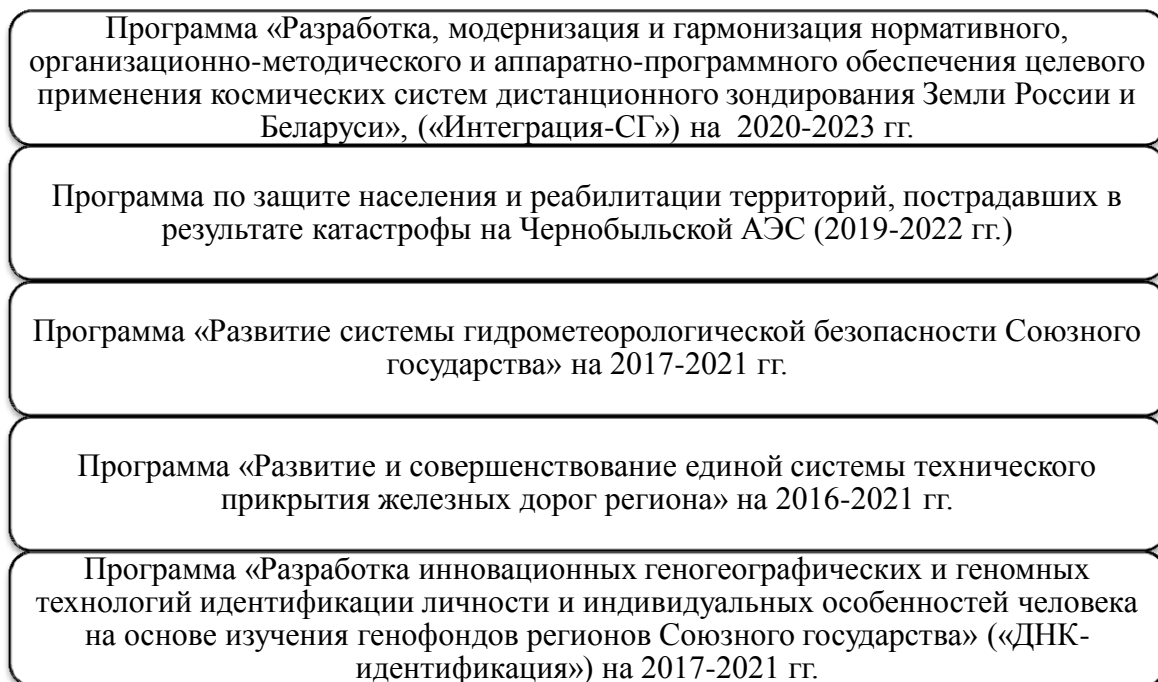 Программа «Разработка, модернизация и гармонизация нормативного,
организационно-методического и аппаратно-программного обеспечения целевого
применения космических систем дистанционного зондирования Земли России и
Беларуси», («Интеграция-СГ») на 2020-2023 гг.
Программа по защите населения и реабилитации территорий, пострадавших в
результате катастрофы на Чернобыльской АЭС (2019-2022 гг.)
Программа «Развитие системы гидрометеорологической безопасности Союзного
государства» на 2017-2021 гг.
Программа «Развитие и совершенствование единой системы технического
прикрытия железных дорог региона» на 2016-2021 гг.
Программа «Разработка инновационных геногеографических и геномных
технологий идентификации личности и индивидуальных особенностей человека
на основе изучения генофондов регионов Союзного государства» («ДНК-
идентификация») на 2017-2021 гг.